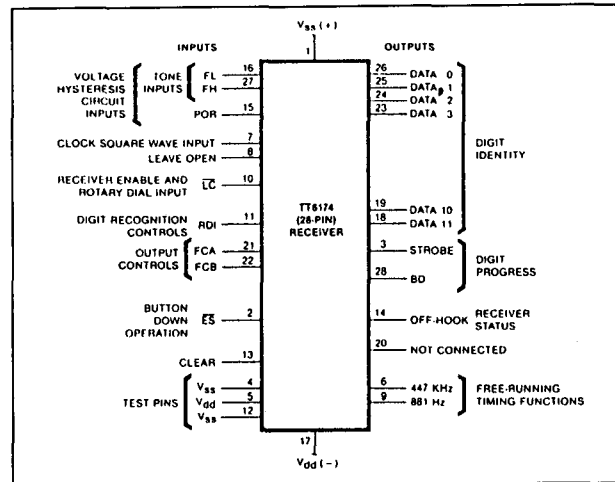 Vss (+)
1
INPUTS
OUTPUTS
VOLTAGE
HYSTERESIS
CIRCUIT
INPUTS
TONE
INPUTS
FL 16
FH 27
POR 15
CLOCK SQUARE WAVE INPUT 7
LEAVE OPEN 8
RECEIVER ENABLE AND
ROTARY DIAL INPUT
LC 10
DIGIT RECOGNITION
CONTROLS
RDI 11
OUTPUT
CONTROLS
FCA 21
FCB 22
BUTTON
DOWN
OPERATION
ES 2
CLEAR 13
TEST PINS
Vss 4
Vdd 5
Vss 12
TT6174
(28-PIN)
RECEIVER
26 DATA 0
25 DATA 1
24 DATA 2
23 DATA 3
19 DATA 10
18 DATA 11
DIGIT
IDENTITY
3 STROBE
28 BD
DIGIT
PROGRESS
14 OFF-HOOK
RECEIVER
STATUS
20 NOT CONNECTED
6 447 KHz
9 881 Hz
FREE-RUNNING
TIMING FUNCTIONS
17
Vdd (-)